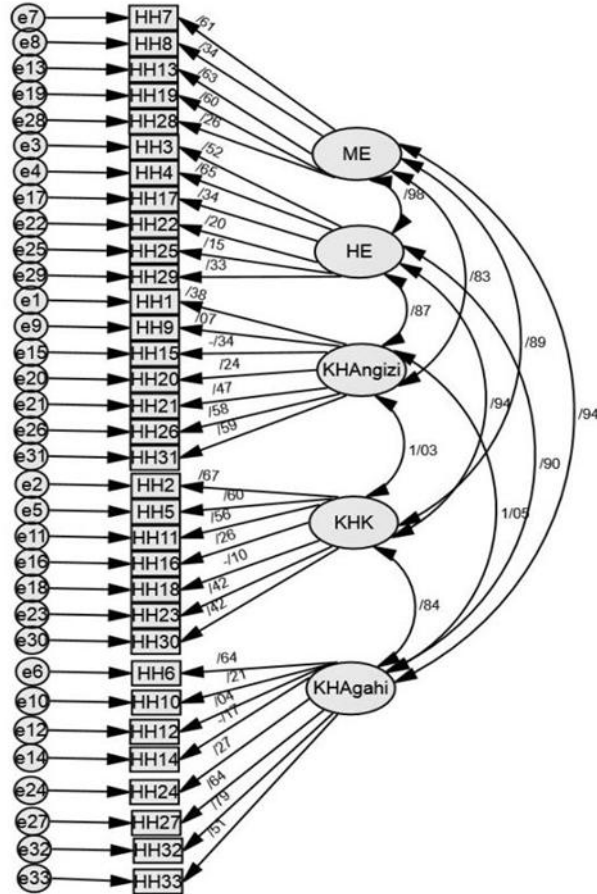 e7 HH7 /61
e8 HH8 /34
e13 HH13 /63
e19 HH19 /60
e28 HH28 /26
ME
e3 HH3 /52
e4 HH4 /65
e17 HH17 /34
e22 HH22 /20
e25 HH25 /15
e29 HH29 /33
HE
e1 HH1 /38
e9 HH9 /07
e15 HH15 -/34
e20 HH20 /24
e21 HH21 /47
e26 HH26 /58
e31 HH31 /59
KHAngizi
e2 HH2 /67
e5 HH5 /60
e11 HH11 /56
e16 HH16 /26
e18 HH18 -/10
e23 HH23 /42
e30 HH30 /42
KHK
e6 HH6 /64
e10 HH10 /21
e12 HH12 /04
e14 HH14 -/17
e24 HH24 /27
e27 HH27 /64
e32 HH32 /79
e33 HH33 /51
KHAgahi
/98
/83
/87
/89
/94
/94
/90
1/03
1/05
/84